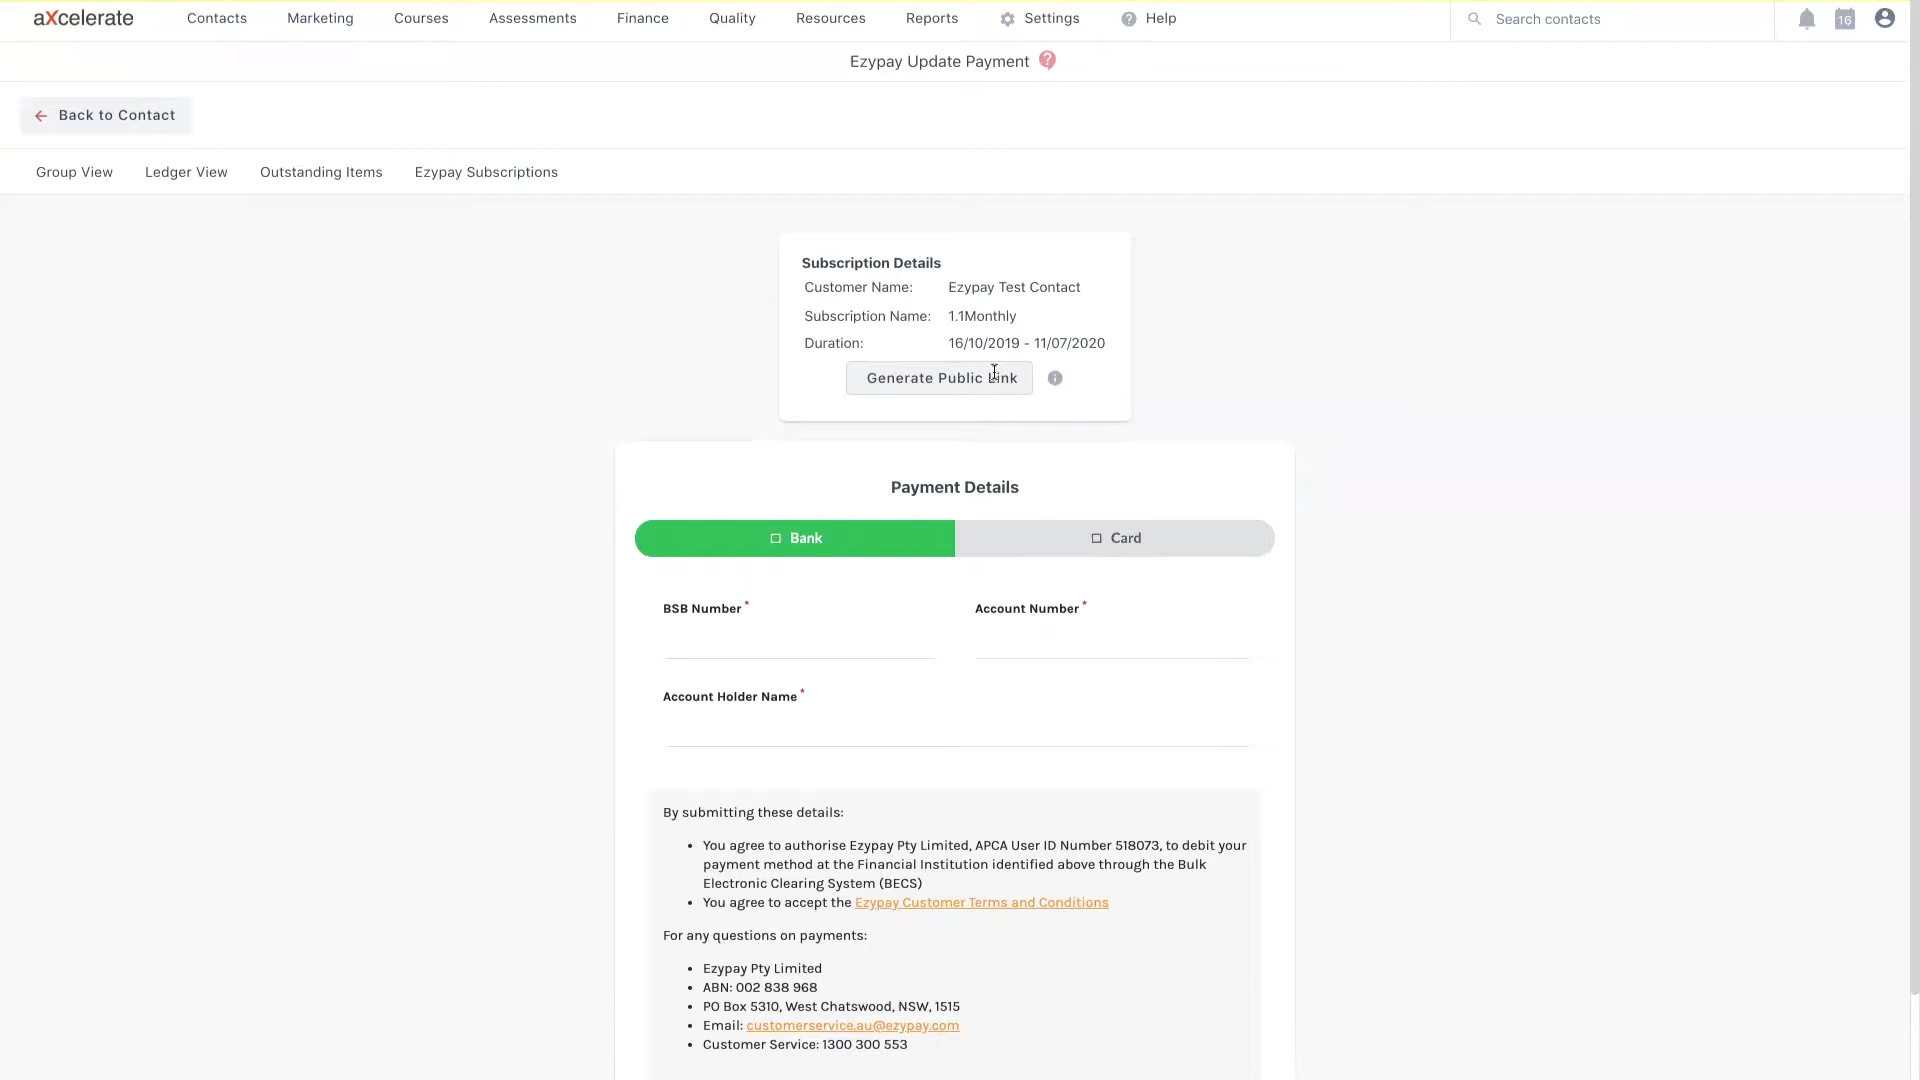 aXcelerate
Contacts
Marketing
Courses
Assessments
Finance
Quality
Resources
Reports
Settings
Help
Search contacts
16
Ezypay Update Payment
Back to Contact
Group View
Ledger View
Outstanding Items
Ezypay Subscriptions
Subscription Details
Customer Name: Ezypay Test Contact
Subscription Name: 1.1Monthly
Duration: 16/10/2019 - 11/07/2020
Generate Public Link
Payment Details
Bank
Card
BSB Number *
Account Number *
Account Holder Name *
By submitting these details:
• You agree to authorise Ezypay Pty Limited, APCA User ID Number 518073, to debit your
payment method at the Financial Institution identified above through the Bulk
Electronic Clearing System (BECS)
• You agree to accept the Ezypay Customer Terms and Conditions
For any questions on payments:
• Ezypay Pty Limited
• ABN: 002 838 968
• PO Box 5310, West Chatswood, NSW, 1515
• Email: customerservice.au@ezypay.com
• Customer Service: 1300 300 553